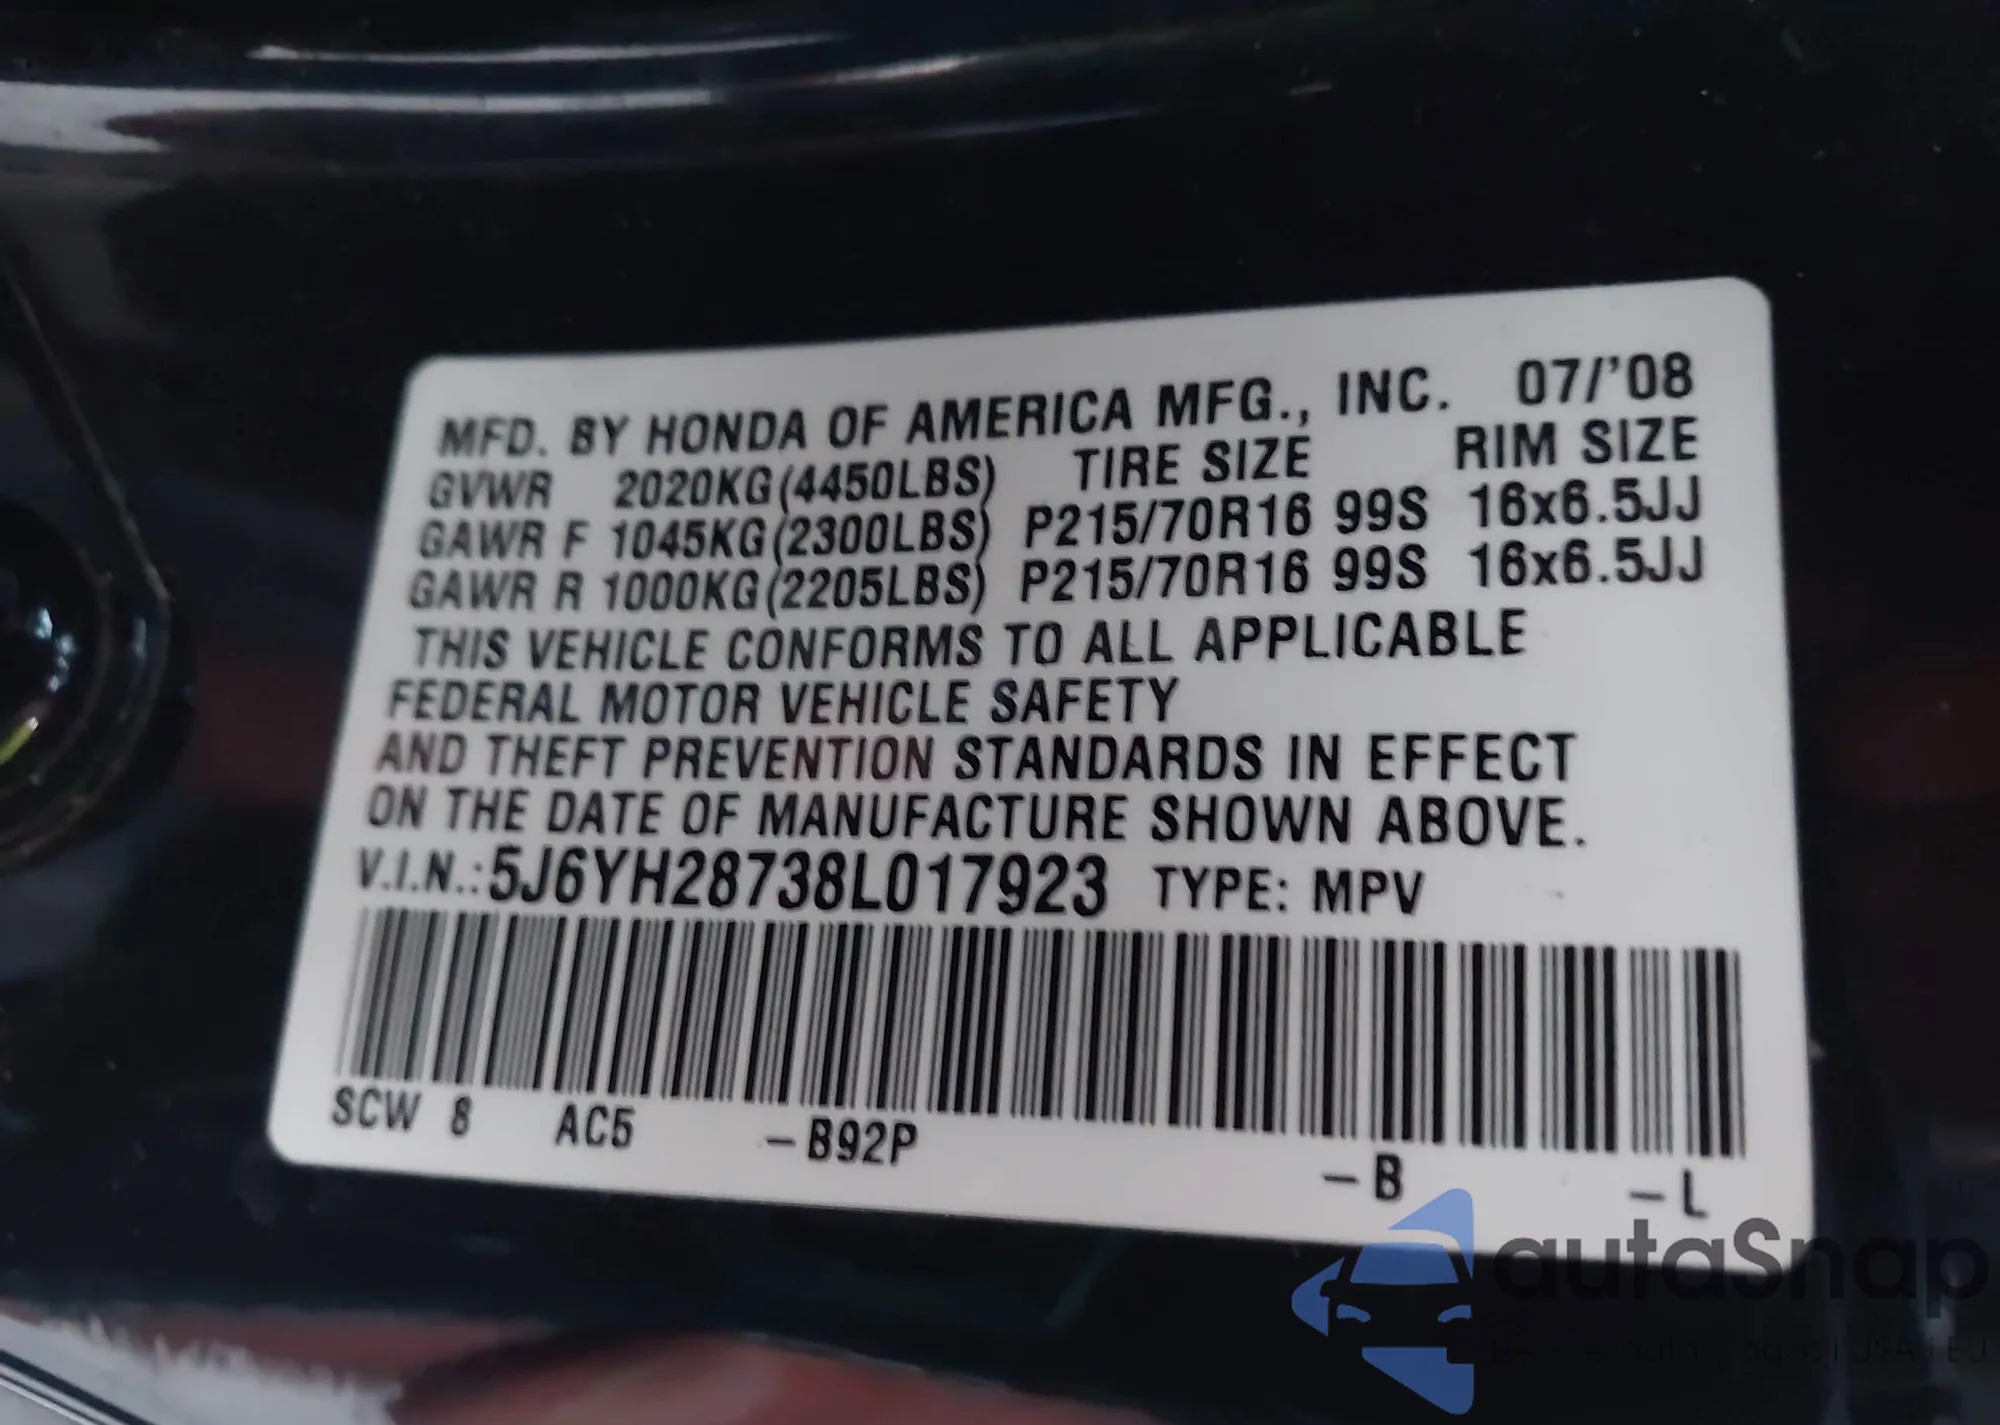 MFD. BY HONDA OF AMERICA MFG., INC. 07/'08
GVWR 2020KG(4450LBS) TIRE SIZE RIM SIZE
GAWR F 1045KG(2300LBS) P215/70R16 99S 16x6.5JJ
GAWR R 1000KG(2205LBS) P215/70R16 99S 16x6.5JJ
THIS VEHICLE CONFORMS TO ALL APPLICABLE
FEDERAL MOTOR VEHICLE SAFETY
AND THEFT PREVENTION STANDARDS IN EFFECT
ON THE DATE OF MANUFACTURE SHOWN ABOVE.
V.I.N.:5J6YH28738L017923 TYPE: MPV
SCW 8 AC5 –B92P –B –L
autaSnap